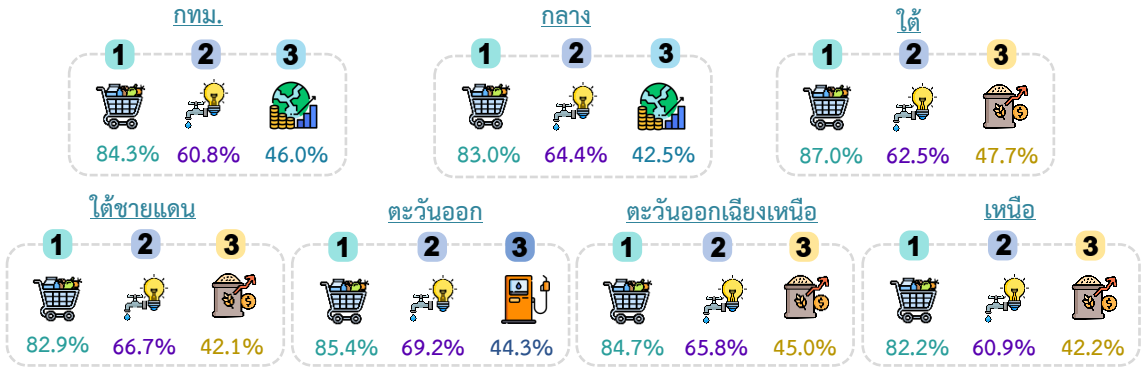 กทม.
1 2 3
84.3% 60.8% 46.0%
กลาง
1 2 3
83.0% 64.4% 42.5%
ใต้
1 2 3
87.0% 62.5% 47.7%
ใต้ชายแดน
1 2 3
82.9% 66.7% 42.1%
ตะวันออก
1 2 3
85.4% 69.2% 44.3%
ตะวันออกเฉียงเหนือ
1 2 3
84.7% 65.8% 45.0%
เหนือ
1 2 3
82.2% 60.9% 42.2%